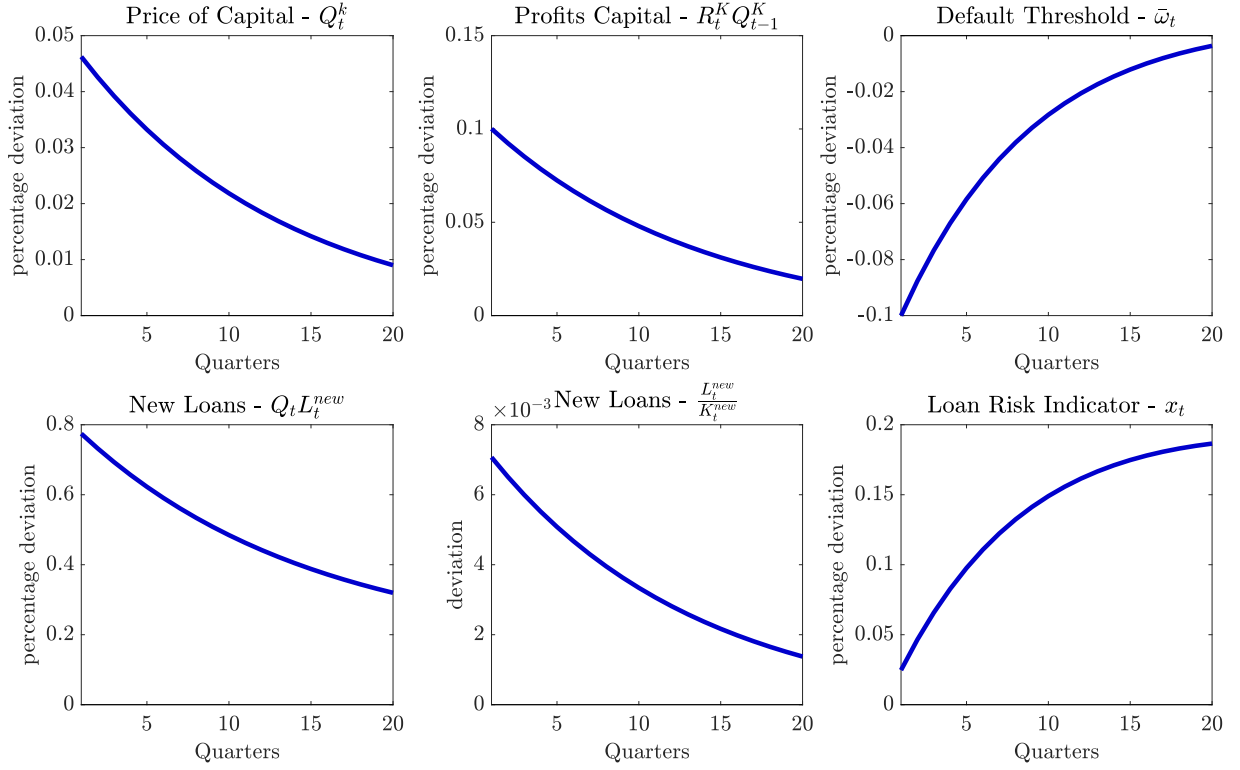 Price of Capital - $Q_t^k$
0.05
0.04
0.03
0.02
0.01
0
percentage deviation
5 10 15 20
Quarters
Profits Capital - $R_t^K Q_{t-1}^K$
0.15
0.1
0.05
0
percentage deviation
5 10 15 20
Quarters
Default Threshold - $\bar{\omega}_t$
0
-0.02
-0.04
-0.06
-0.08
-0.1
percentage deviation
5 10 15 20
Quarters
New Loans - $Q_t L_t^{new}$
0.8
0.6
0.4
0.2
0
percentage deviation
5 10 15 20
Quarters
×10⁻³ New Loans - $\frac{L_t^{new}}{K_t^{new}}$
8
6
4
2
0
deviation
5 10 15 20
Quarters
Loan Risk Indicator - $x_t$
0.2
0.15
0.1
0.05
0
percentage deviation
5 10 15 20
Quarters